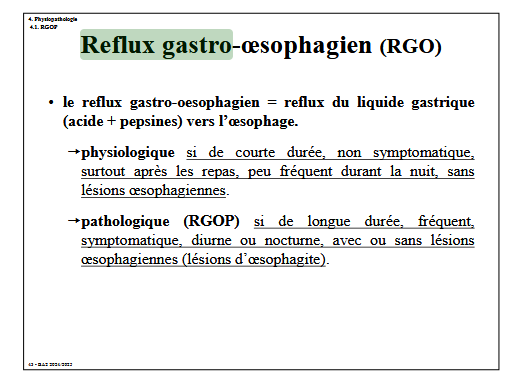 4. Physiopathologie
4.1. RGOP
Reflux gastro-œsophagien (RGO)
• le reflux gastro-oesophagien = reflux du liquide gastrique
(acide + pepsines) vers l’œsophage.
→physiologique si de courte durée, non symptomatique,
surtout après les repas, peu fréquent durant la nuit, sans
lésions œsophagiennes.
→pathologique (RGOP) si de longue durée, fréquent,
symptomatique, diurne ou nocturne, avec ou sans lésions
œsophagiennes (lésions d’œsophagite).
2024/2025